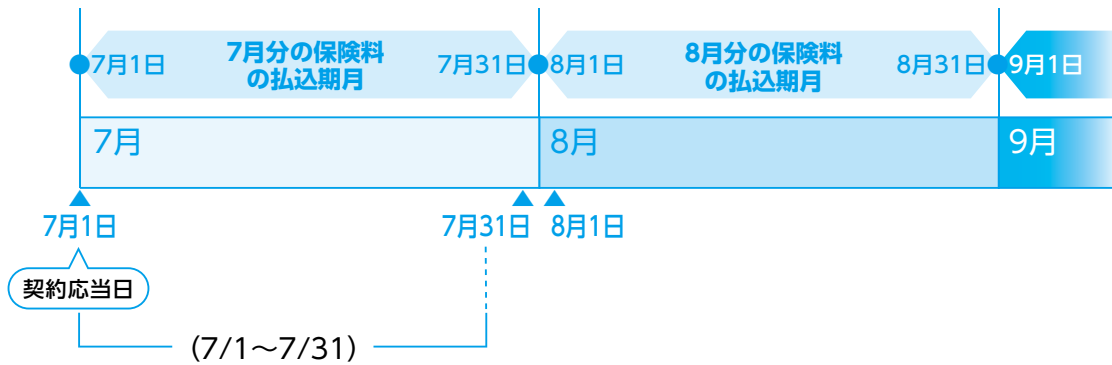 7月1日
7月分の保険料
の払込期月
7月31日
8月1日
8月分の保険料
の払込期月
8月31日
9月1日
7月
8月
9月
7月1日
7月31日
8月1日
契約応当日
(7/1～7/31)